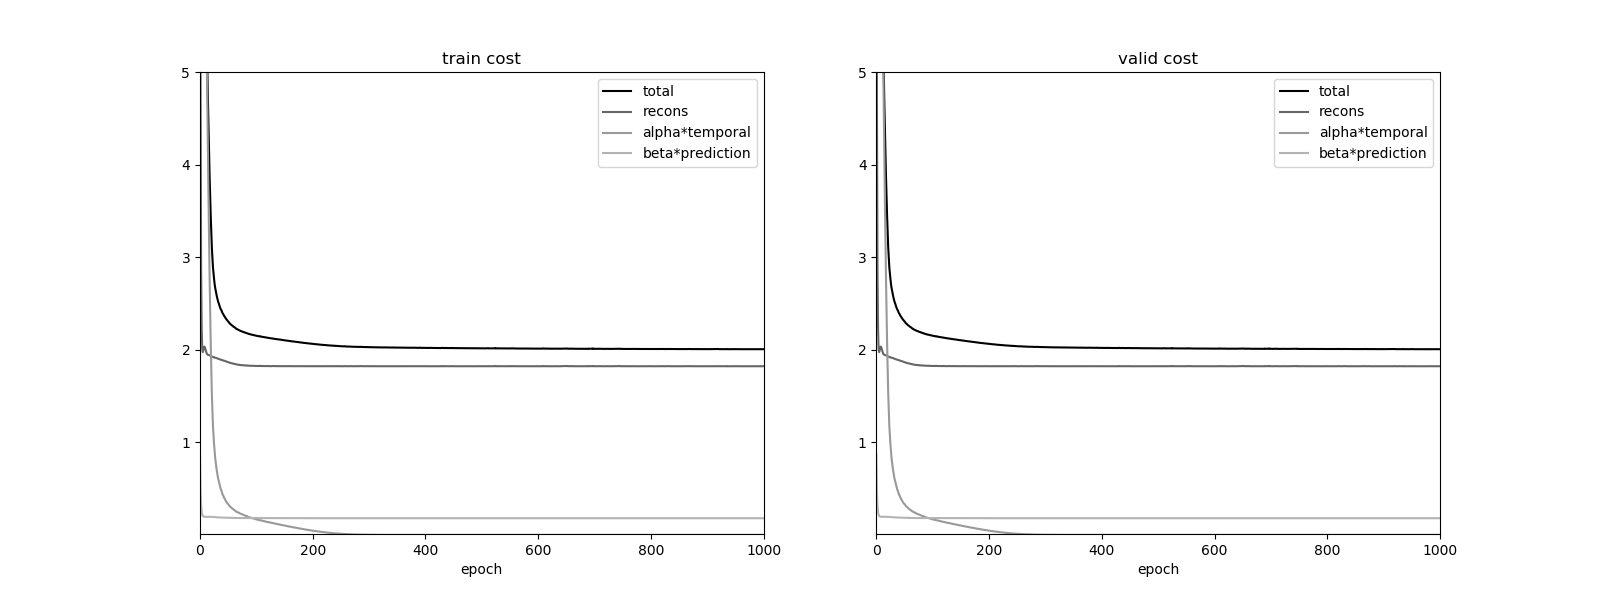 train cost
5
4
3
2
1
0 200 400 600 800 1000
epoch
total
recons
alpha*temporal
beta*prediction
valid cost
5
4
3
2
1
0 200 400 600 800 1000
epoch
total
recons
alpha*temporal
beta*prediction